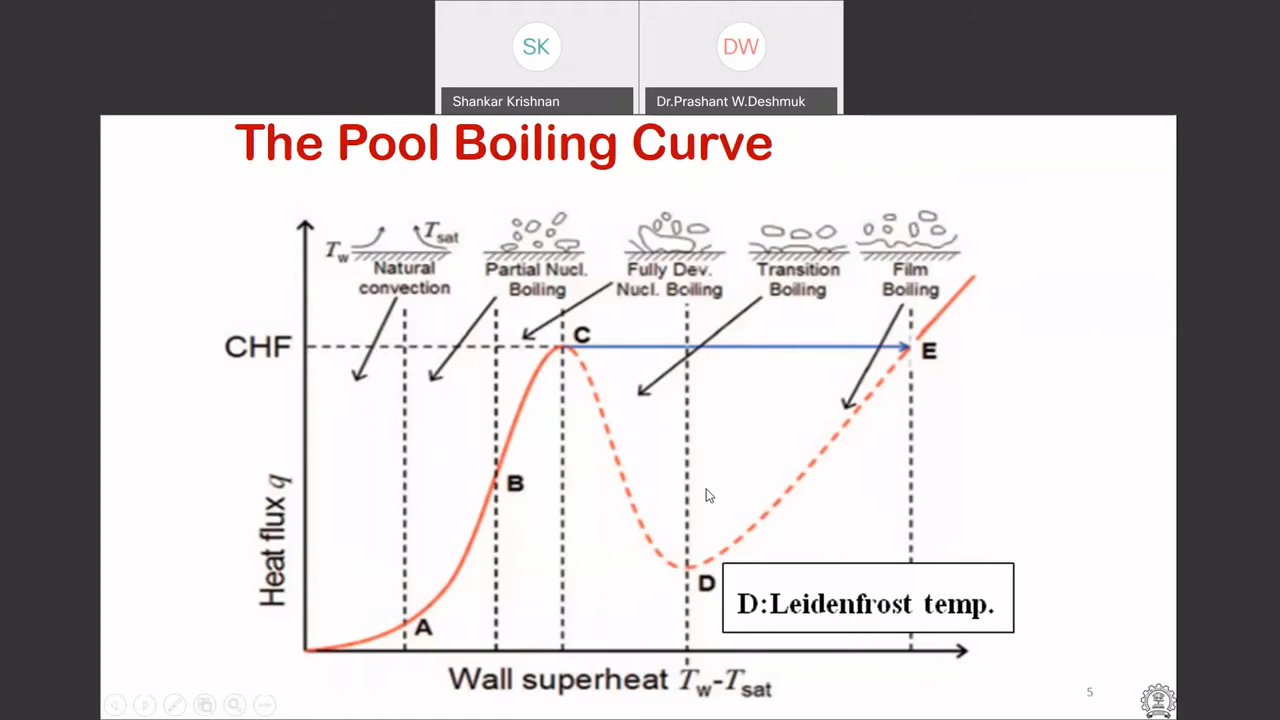 SK
DW
Shankar Krishnan
Dr.Prashant W.Deshmuk
The Pool Boiling Curve
Tw
Tsat
Natural
convection
Partial Nucl.
Boiling
Fully Dev.
Nucl. Boiling
Transition
Boiling
Film
Boiling
CHF
C
E
B
D
A
D:Leidenfrost temp.
Heat flux q
Wall superheat Tw-Tsat
5